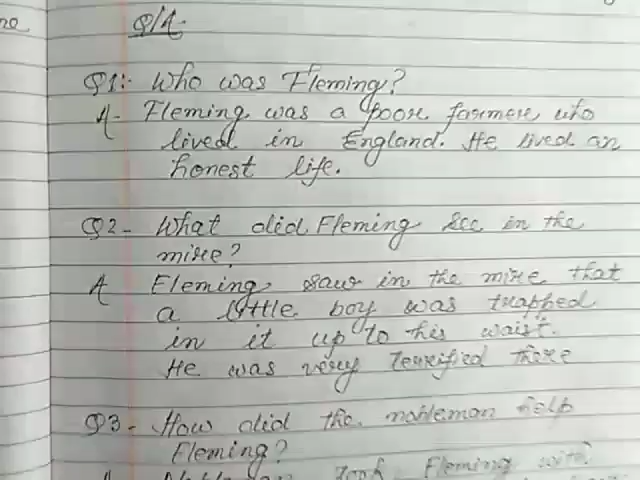 Q/A
Q1:- Who was Fleming?
A- Fleming was a poor farmer who
lived in England. He lived an
honest life.
Q2- What did Fleming see in the
mire?
A Fleming saw in the mire that
a little boy was trapped
in it up to his waist.
He was very terrified there
Q3- How did the nobleman help
Fleming?
took Fleming with